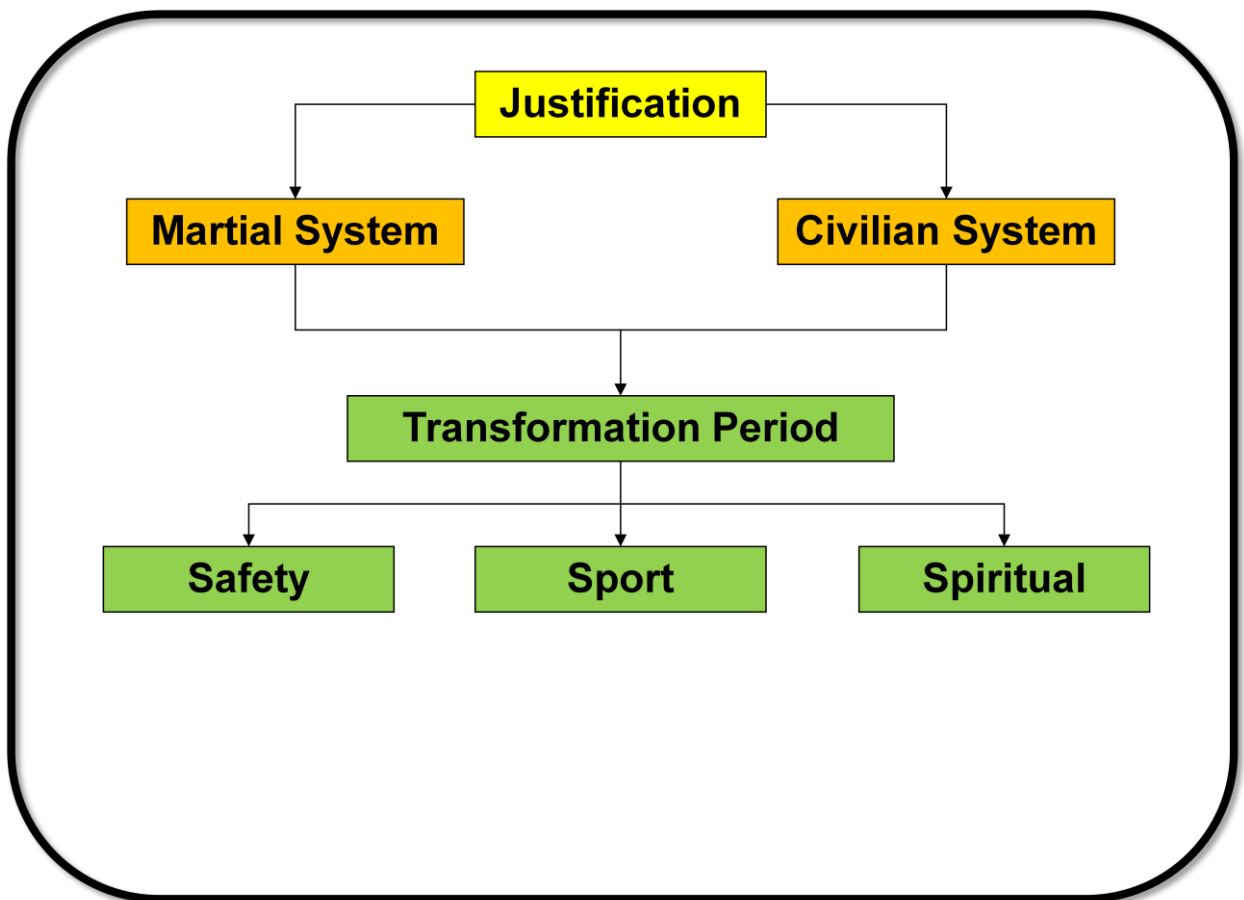 Justification
Martial System
Civilian System
Transformation Period
Safety
Sport
Spiritual